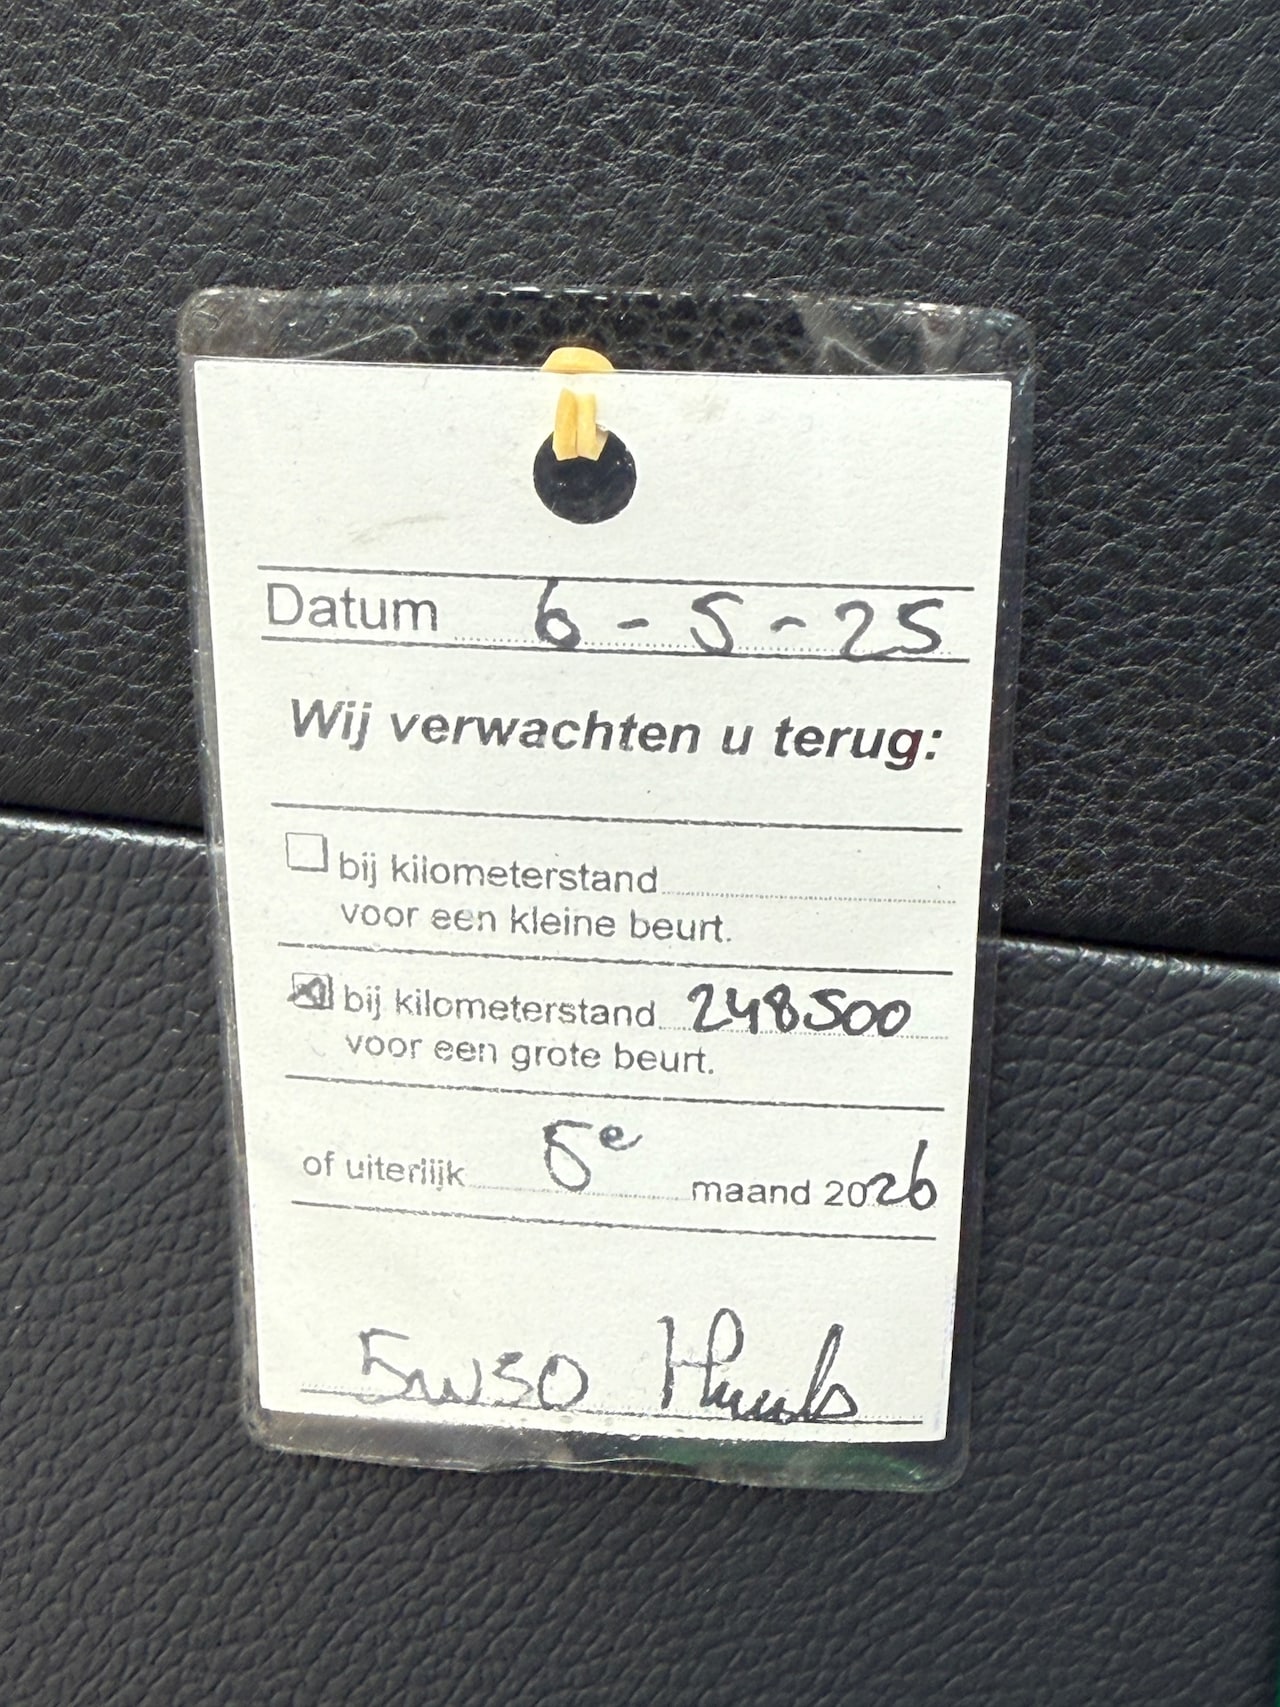 Datum 6 - 5 - 25
Wij verwachten u terug:
bij kilometerstand
voor een kleine beurt.
bij kilometerstand 248500
voor een grote beurt.
of uiterlijk 5e maand 2026
5W30 Huub